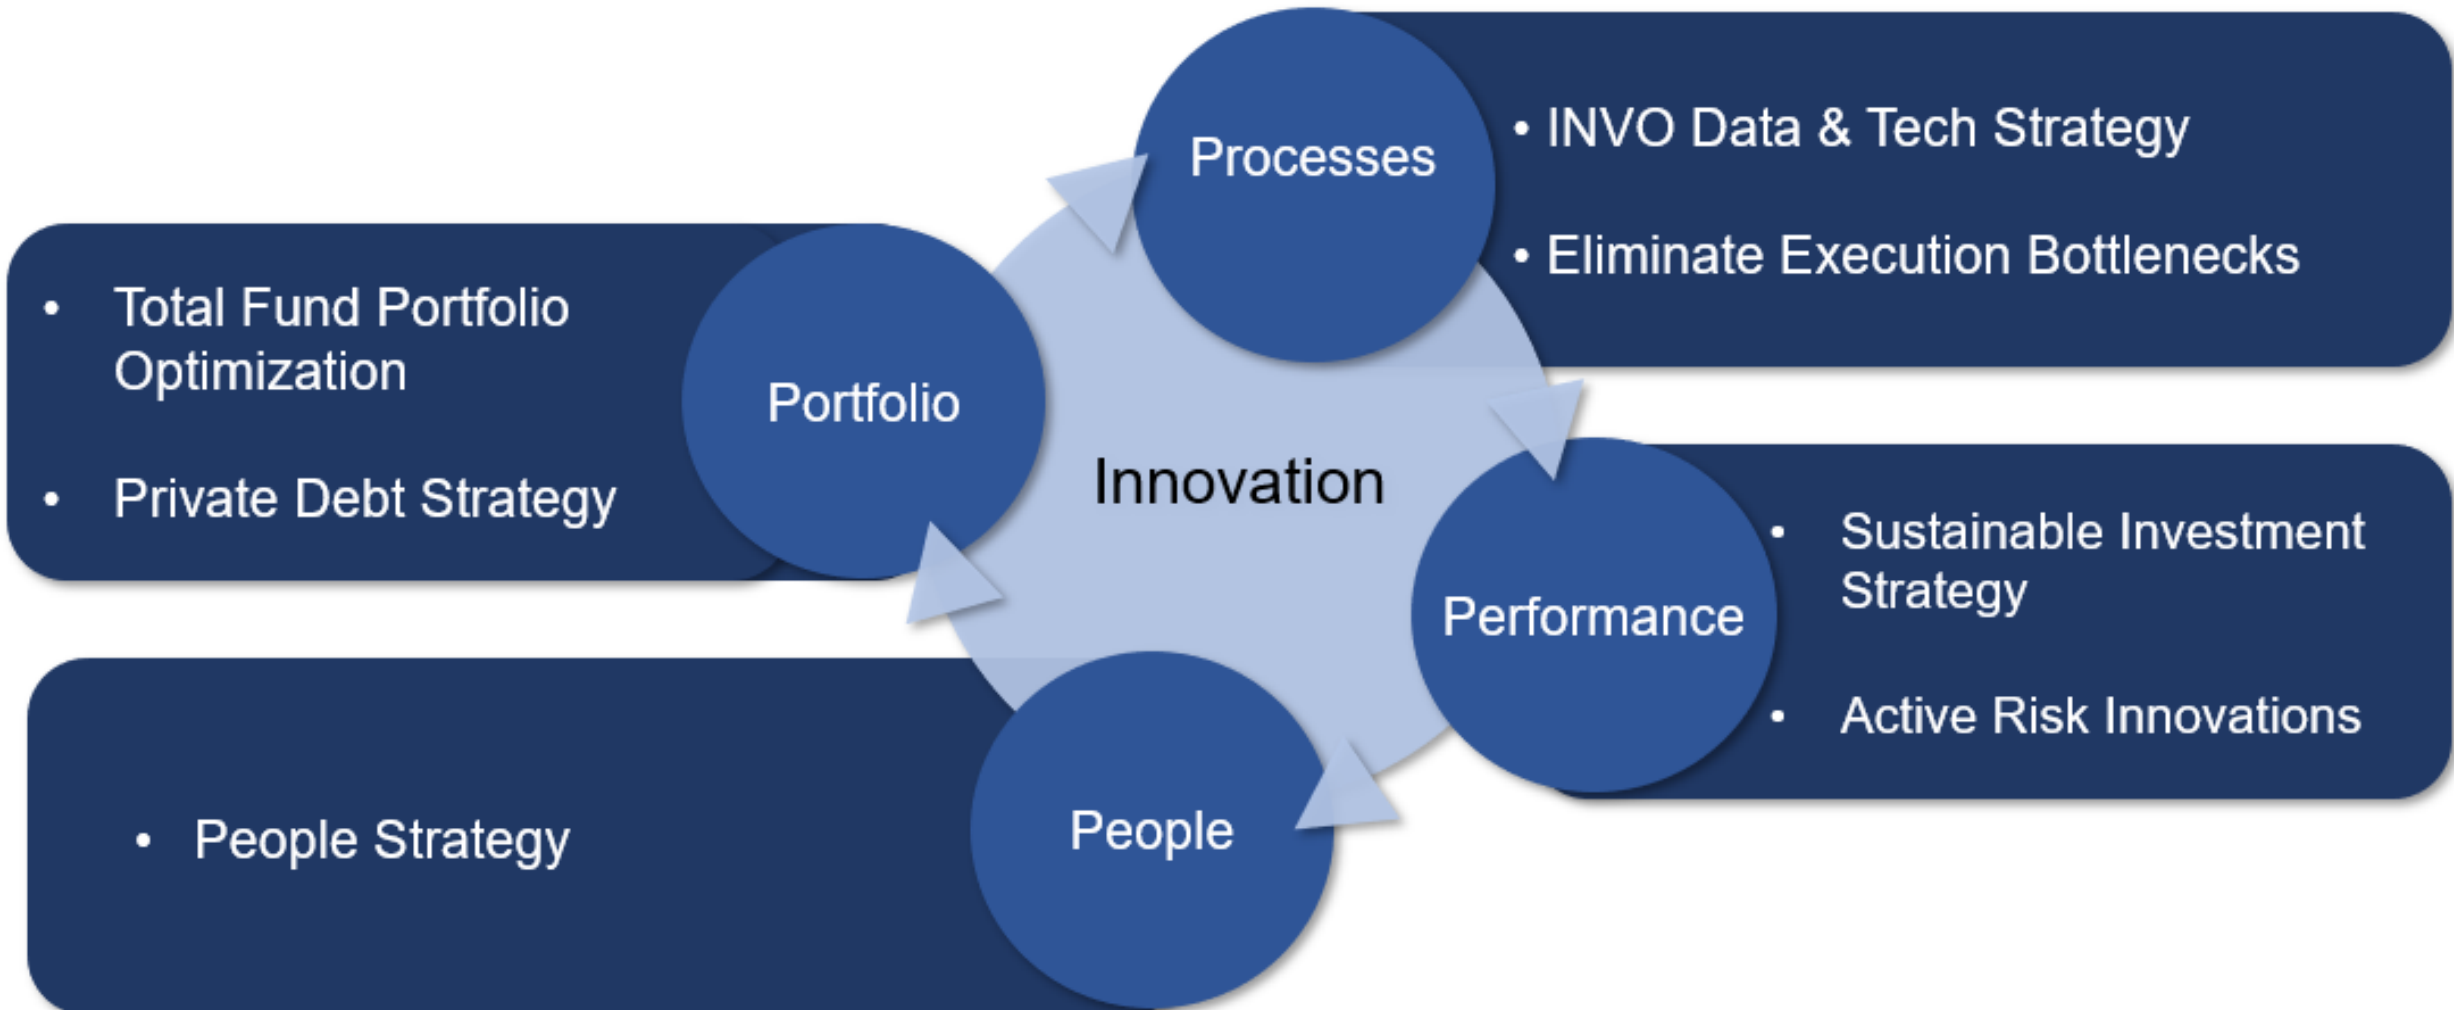 Processes
• INVO Data & Tech Strategy
• Eliminate Execution Bottlenecks
• Total Fund Portfolio
Optimization
• Private Debt Strategy
Portfolio
Innovation
Performance
• Sustainable Investment
Strategy
• Active Risk Innovations
• People Strategy
People